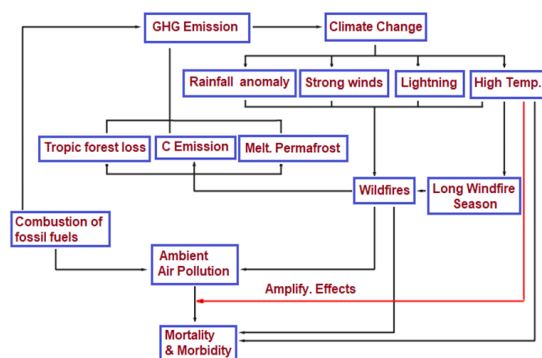 GHG Emission
Climate Change
Rainfall anomaly
Strong winds
Lightning
High Temp.
Tropic forest loss
C Emission
Melt. Permafrost
Wildfires
Long Windfire
Season
Combustion of
fossil fuels
Ambient
Air Pollution
Amplify. Effects
Mortality
& Morbidity